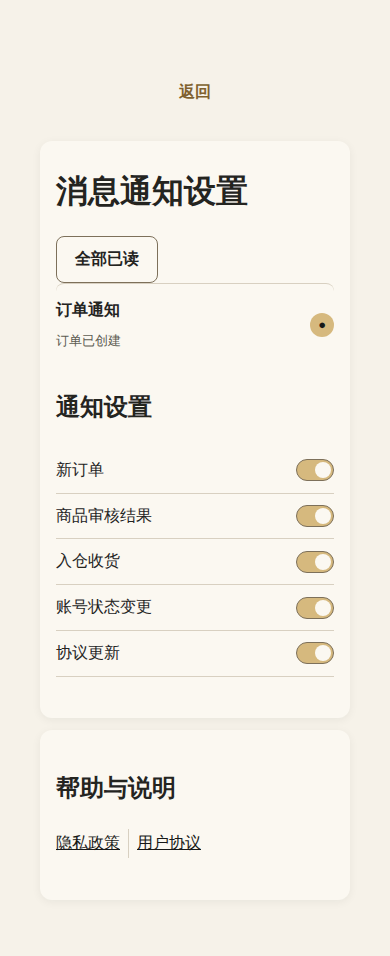 返回
消息通知设置
全部已读
订单通知
订单已创建
通知设置
新订单
商品审核结果
入仓收货
账号状态变更
协议更新
帮助与说明
隐私政策 用户协议